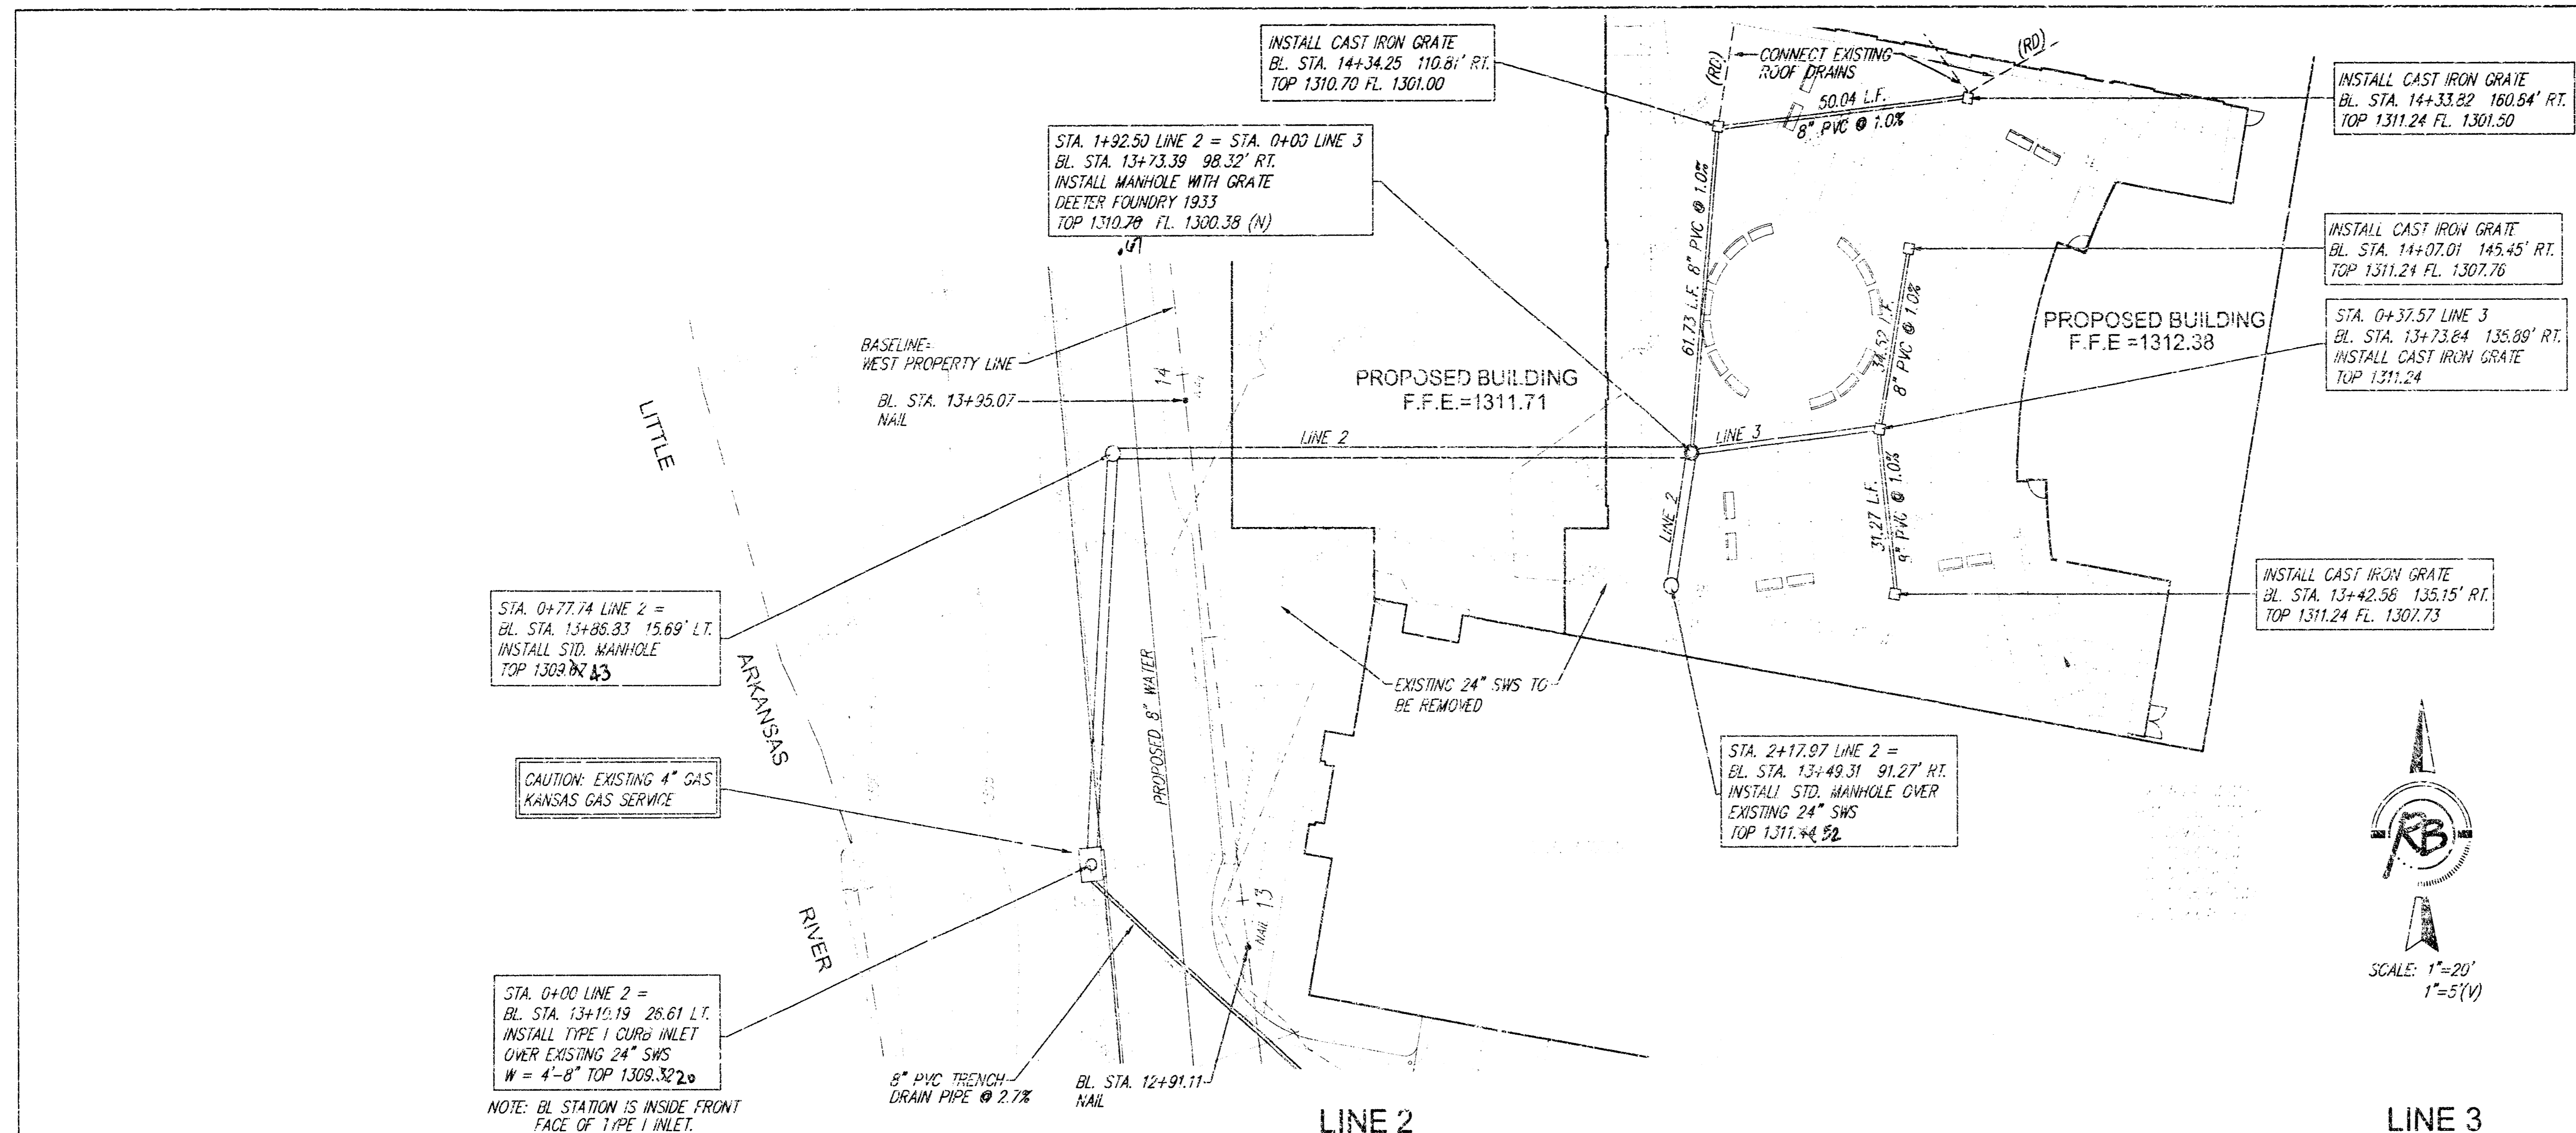 INSTALL CAST IRON GRATE
BL. STA. 14+34.25 110.81' RT.
TOP 1310.70 FL. 1301.00
(RD)
CONNECT EXISTING
ROOF DRAINS
(RD)
50.04 L.F.
8" PVC @ 1.0%
INSTALL CAST IRON GRATE
BL. STA. 14+33.82 160.64' RT.
TOP 1311.24 FL. 1301.50
STA. 1+92.50 LINE 2 = STA. 0+00 LINE 3
BL. STA. 13+73.39 98.32' RT.
INSTALL MANHOLE WITH GRATE
DEETER FOUNDRY 1933
TOP 1310.70 FL. 1300.38 (N)
.67
61.73 L.F. 8" PVC @ 1.0%
INSTALL CAST IRON GRATE
BL. STA. 14+07.01 145.45' RT.
TOP 1311.24 FL. 1307.76
34.52 L.F.
8" PVC @ 1.0%
PROPOSED BUILDING
F.F.E =1312.38
STA. 0+37.57 LINE 3
BL. STA. 13+73.84 135.89' RT.
INSTALL CAST IRON GRATE
TOP 1311.24
BASELINE=
WEST PROPERTY LINE
14
BL. STA. 13+95.07
NAIL
PROPOSED BUILDING
F.F.E.=1311.71
LITTLE
LINE 2
LINE 3
LINE 2
31.27 L.F.
8" PVC @ 1.0%
INSTALL CAST IRON GRATE
BL. STA. 13+42.58 135.15' RT.
TOP 1311.24 FL. 1307.73
STA. 0+77.74 LINE 2 =
BL. STA. 13+86.83 15.69' LT.
INSTALL STD. MANHOLE
TOP 1309. 43
ARKANSAS
PROPOSED 8" WATER
EXISTING 24" SWS TO
BE REMOVED
CAUTION: EXISTING 4" GAS
KANSAS GAS SERVICE
STA. 2+17.97 LINE 2 =
BL. STA. 13+49.31 91.27' RT.
INSTALL STD. MANHOLE OVER
EXISTING 24" SWS
TOP 1311. 52
RB
RIVER
NAIL 13
SCALE: 1"=20'
1"=5'(V)
STA. 0+00 LINE 2 =
BL. STA. 13+10.19 26.61 LT.
INSTALL TYPE I CURB INLET
OVER EXISTING 24" SWS
W = 4'-8" TOP 1309.32 20
NOTE: BL STATION IS INSIDE FRONT
FACE OF TYPE I INLET.
8" PVC TRENCH
DRAIN PIPE @ 2.7%
BL. STA. 12+91.11
NAIL
LINE 2
LINE 3